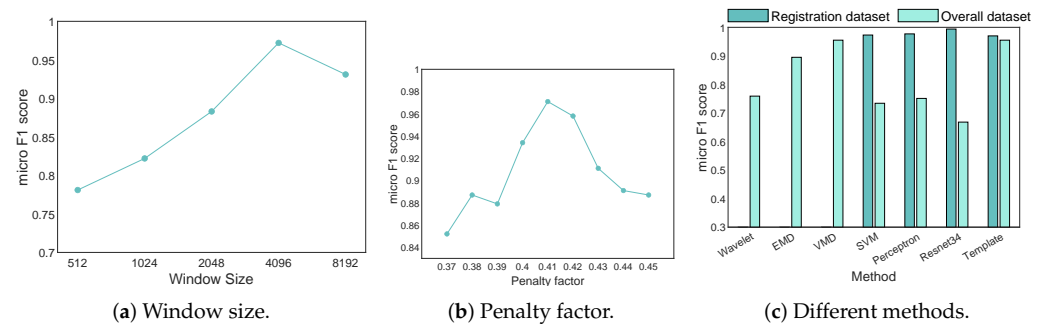 1
0.95
0.9
0.85
0.8
0.75
0.7
micro F1 score
512 1024 2048 4096 8192
Window Size
(a) Window size.
1
0.98
0.96
0.94
0.92
0.9
0.88
0.86
0.84
micro F1 score
0.37 0.38 0.39 0.4 0.41 0.42 0.43 0.44 0.45
Penalty factor
(b) Penalty factor.
Registration dataset Overall dataset
1
0.9
0.8
0.7
0.6
0.5
0.4
0.3
micro F1 score
Wavelet EMD VMD SVM Perceptron Resnet34 Template
Method
(c) Different methods.